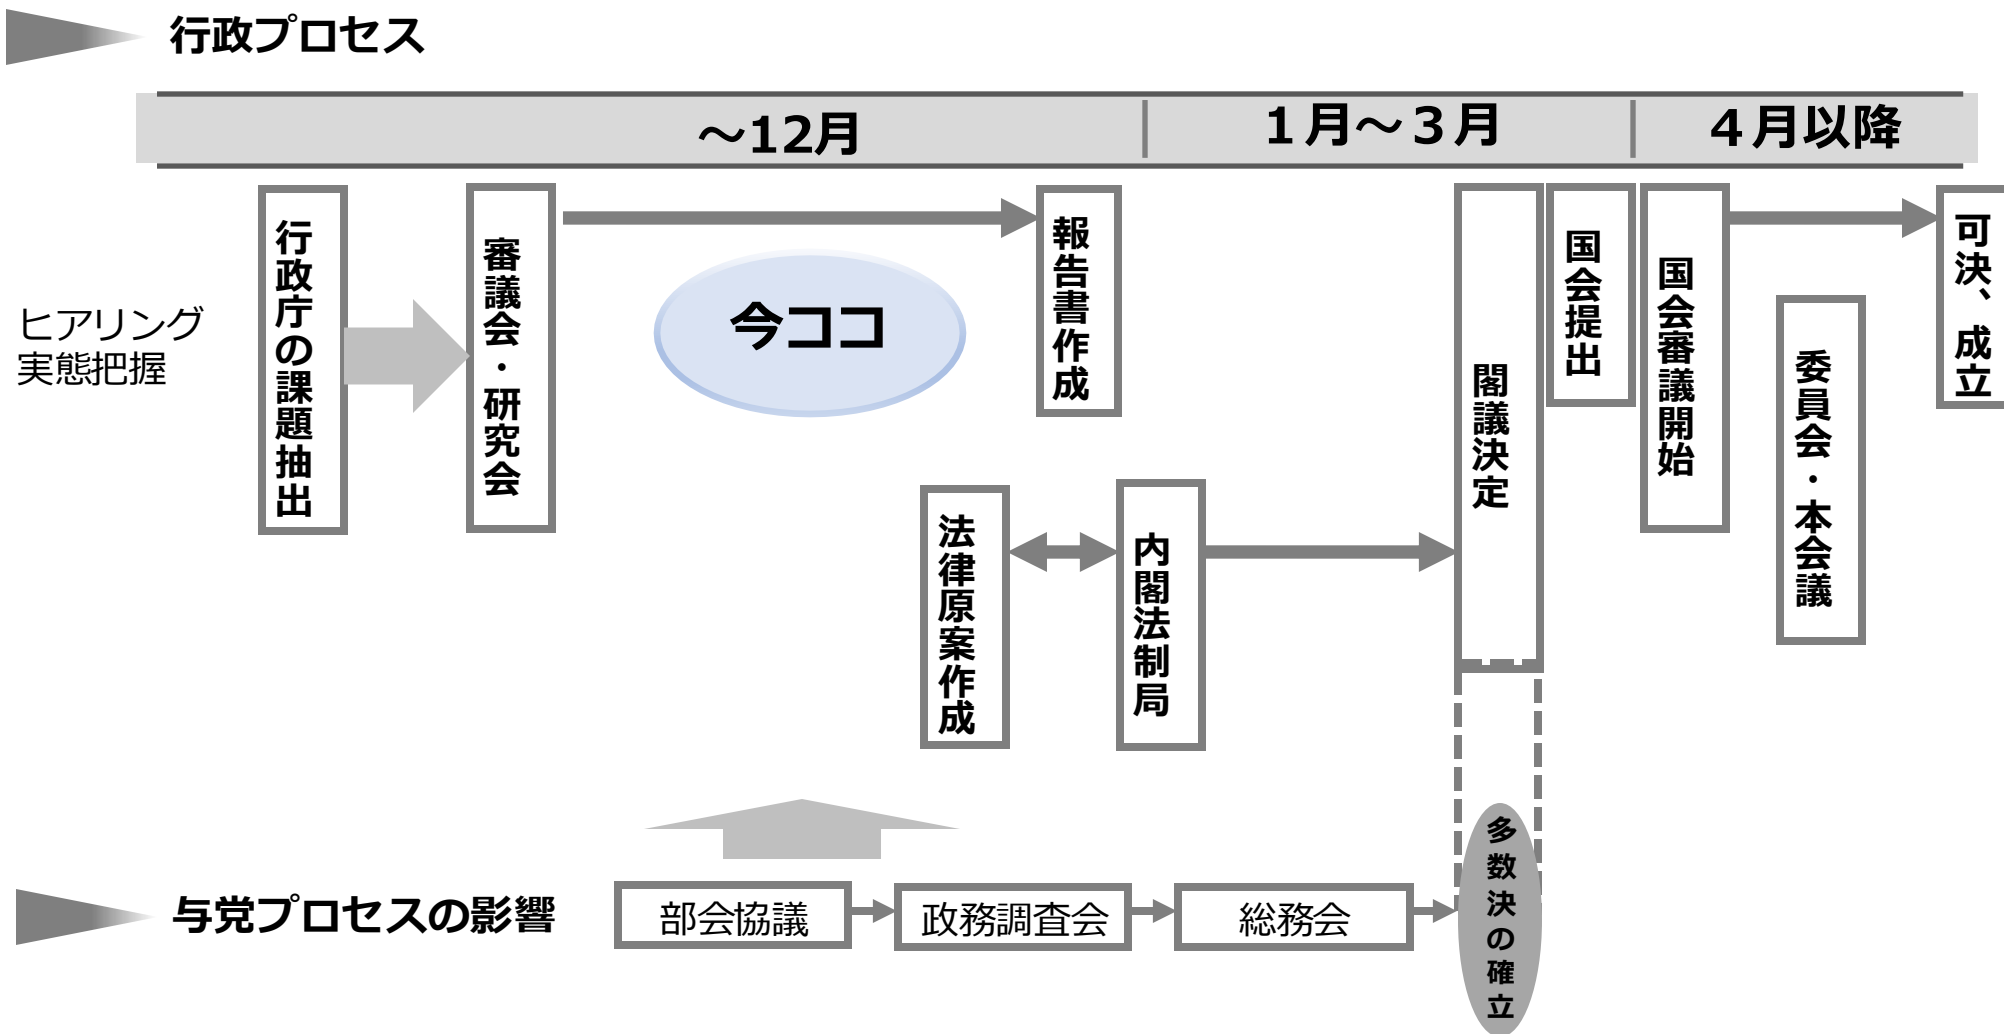 行政プロセス
～12月
１月～３月
４月以降
ヒアリング
実態把握
行政庁の課題抽出
審議会・研究会
今ココ
報告書作成
法律原案作成
内閣法制局
閣議決定
国会提出
国会審議開始
委員会・本会議
可決、成立
与党プロセスの影響
部会協議
政務調査会
総務会
多数決の確立